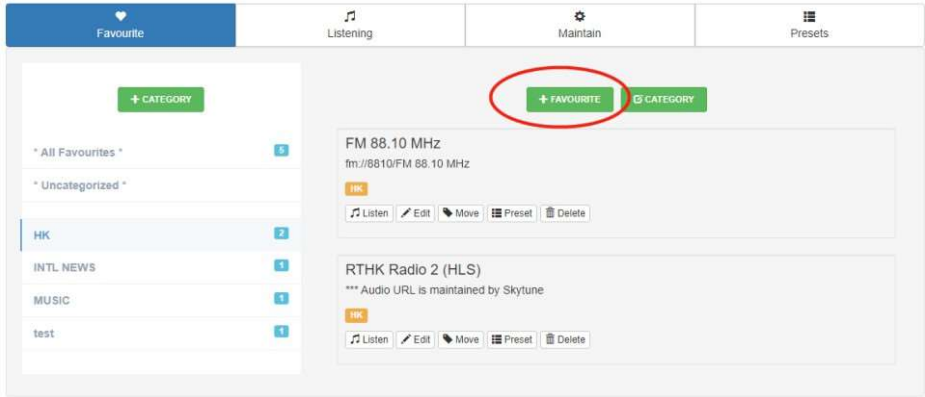 Favourite
Listening
Maintain
Presets
+ CATEGORY
* All Favourites * 5
* Uncategorized *
HK 2
INTL NEWS 1
MUSIC 1
test 1
+ FAVOURITE CATEGORY
FM 88.10 MHz
fm://8810/FM 88.10 MHz
HK
Listen Edit Move Preset Delete
RTHK Radio 2 (HLS)
*** Audio URL is maintained by Skytune
HK
Listen Edit Move Preset Delete